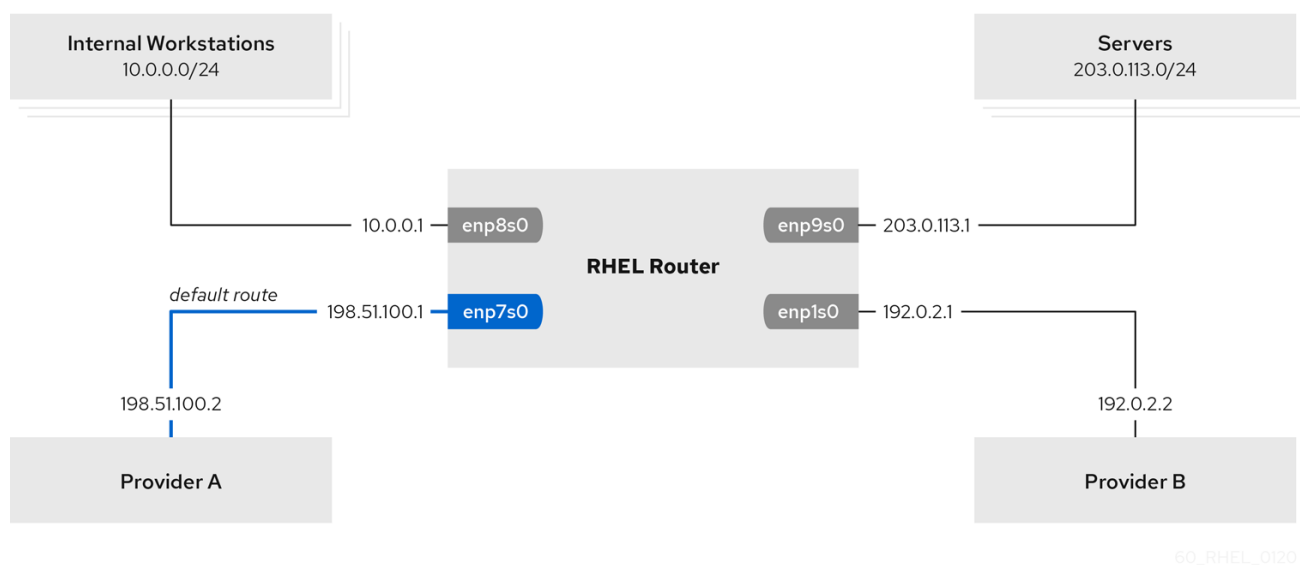 Internal Workstations
10.0.0.0/24
Servers
203.0.113.0/24
10.0.0.1
enp8s0
enp9s0
203.0.113.1
RHEL Router
default route
198.51.100.1
enp7s0
enp1s0
192.0.2.1
198.51.100.2
192.0.2.2
Provider A
Provider B
60_RHEL_0120